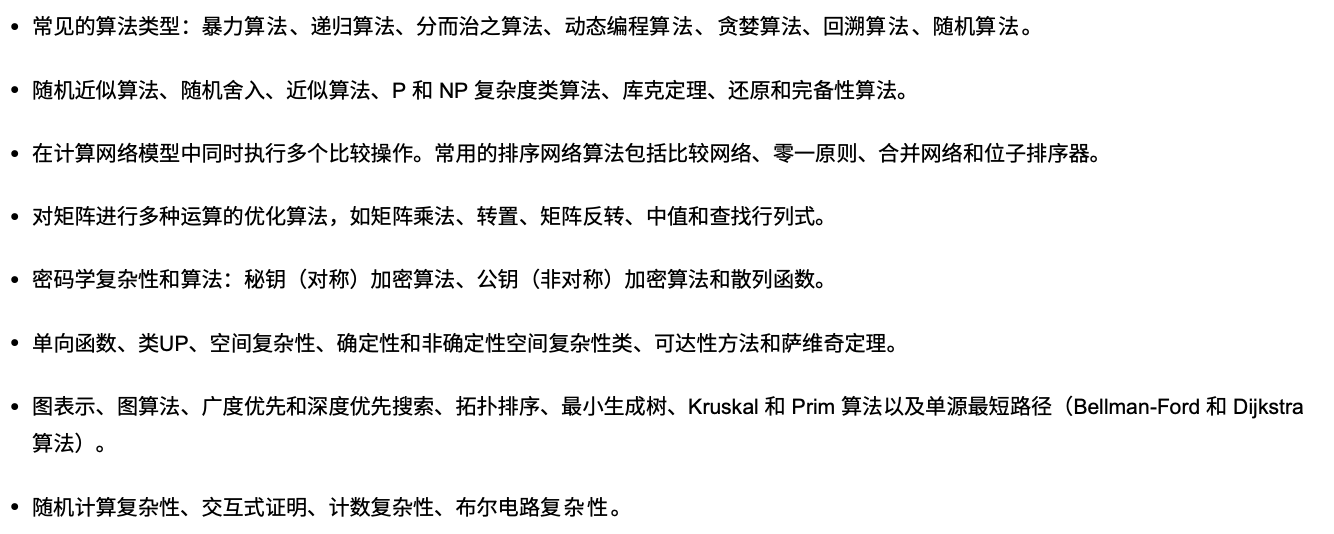 • 常见的算法类型：暴力算法、递归算法、分而治之算法、动态编程算法、贪婪算法、回溯算法、随机算法。
• 随机近似算法、随机舍入、近似算法、P 和 NP 复杂度类算法、库克定理、还原和完备性算法。
• 在计算网络模型中同时执行多个比较操作。常用的排序网络算法包括比较网络、零一原则、合并网络和位子排序器。
• 对矩阵进行多种运算的优化算法，如矩阵乘法、转置、矩阵反转、中值和查找行列式。
• 密码学复杂性和算法：秘钥（对称）加密算法、公钥（非对称）加密算法和散列函数。
• 单向函数、类UP、空间复杂性、确定性和非确定性空间复杂性类、可达性方法和萨维奇定理。
• 图表示、图算法、广度优先和深度优先搜索、拓扑排序、最小生成树、Kruskal 和 Prim 算法以及单源最短路径（Bellman-Ford 和 Dijkstra
算法）。
• 随机计算复杂性、交互式证明、计数复杂性、布尔电路复杂性。